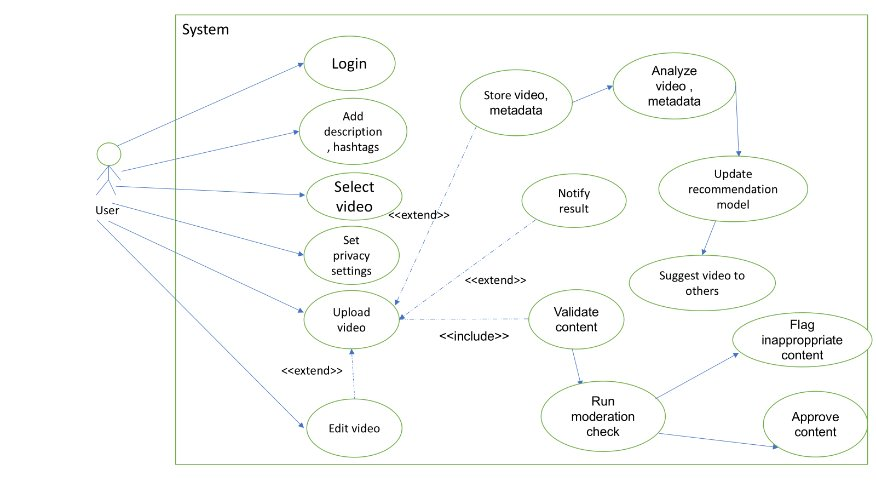 System
Login
Add
description
, hashtags
Select
video
Set
privacy
settings
Upload
video
Edit video
User
<<extend>>
<<extend>>
<<extend>>
<<include>>
Store video,
metadata
Analyze
video ,
metadata
Notify
result
Update
recommendation
model
Suggest video to
others
Validate
content
Run
moderation
check
Flag
inapproppriate
content
Approve
content